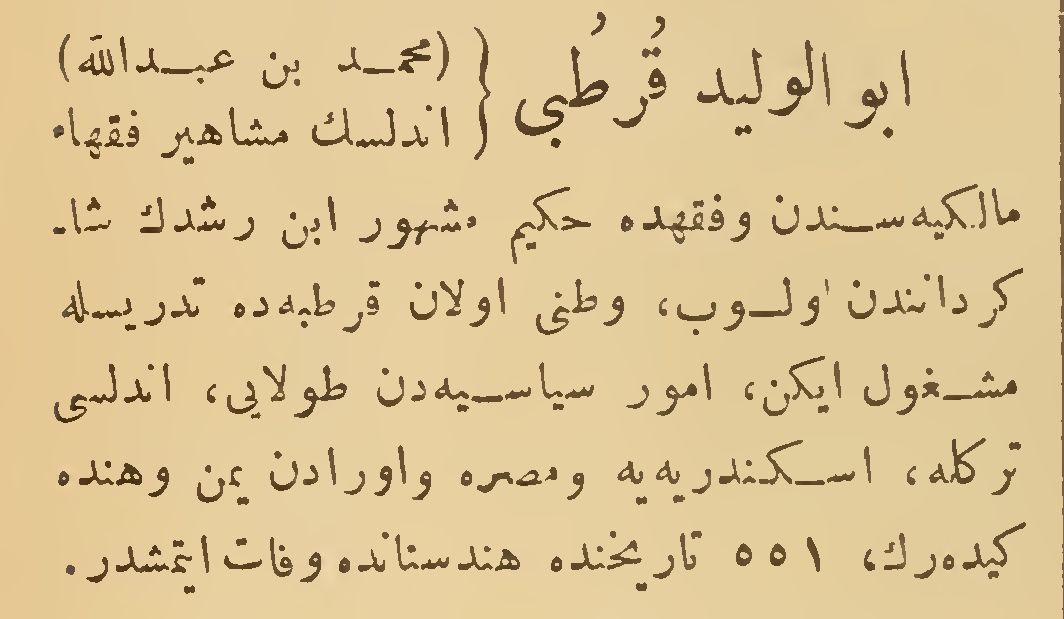 ابو الوليد قُرطُبى } (محمد بن عبدالله)
اندلسك مشاهير فقهاء
مالكيه‌سندن وفقهده حكيم مشهور ابن رشدك شا-
كرداندن اولوب، وطنى اولان قرطبه‌ده تدريسله
مشغول ايكن، امور سياسيه‌دن طولايى، اندلسى
تركله، اسكندريه‌يه ومصره واورادن يمن وهنده
كيده‌رك، ٥٥١ تاريخنده هندستانده وفات ايتمشدر.